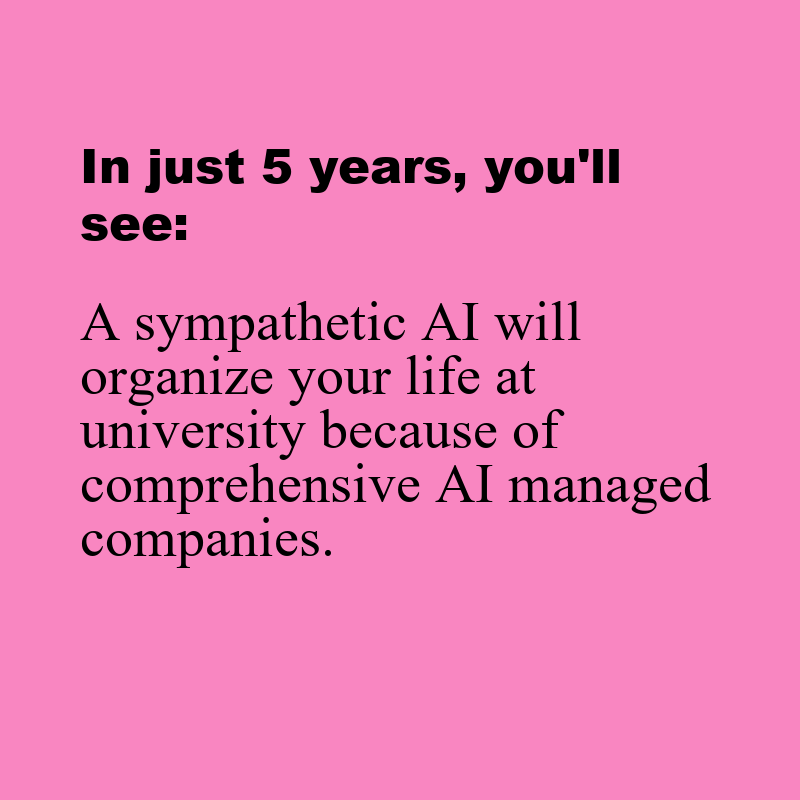 In just 5 years, you'll
see:
A sympathetic AI will
organize your life at
university because of
comprehensive AI managed
companies.